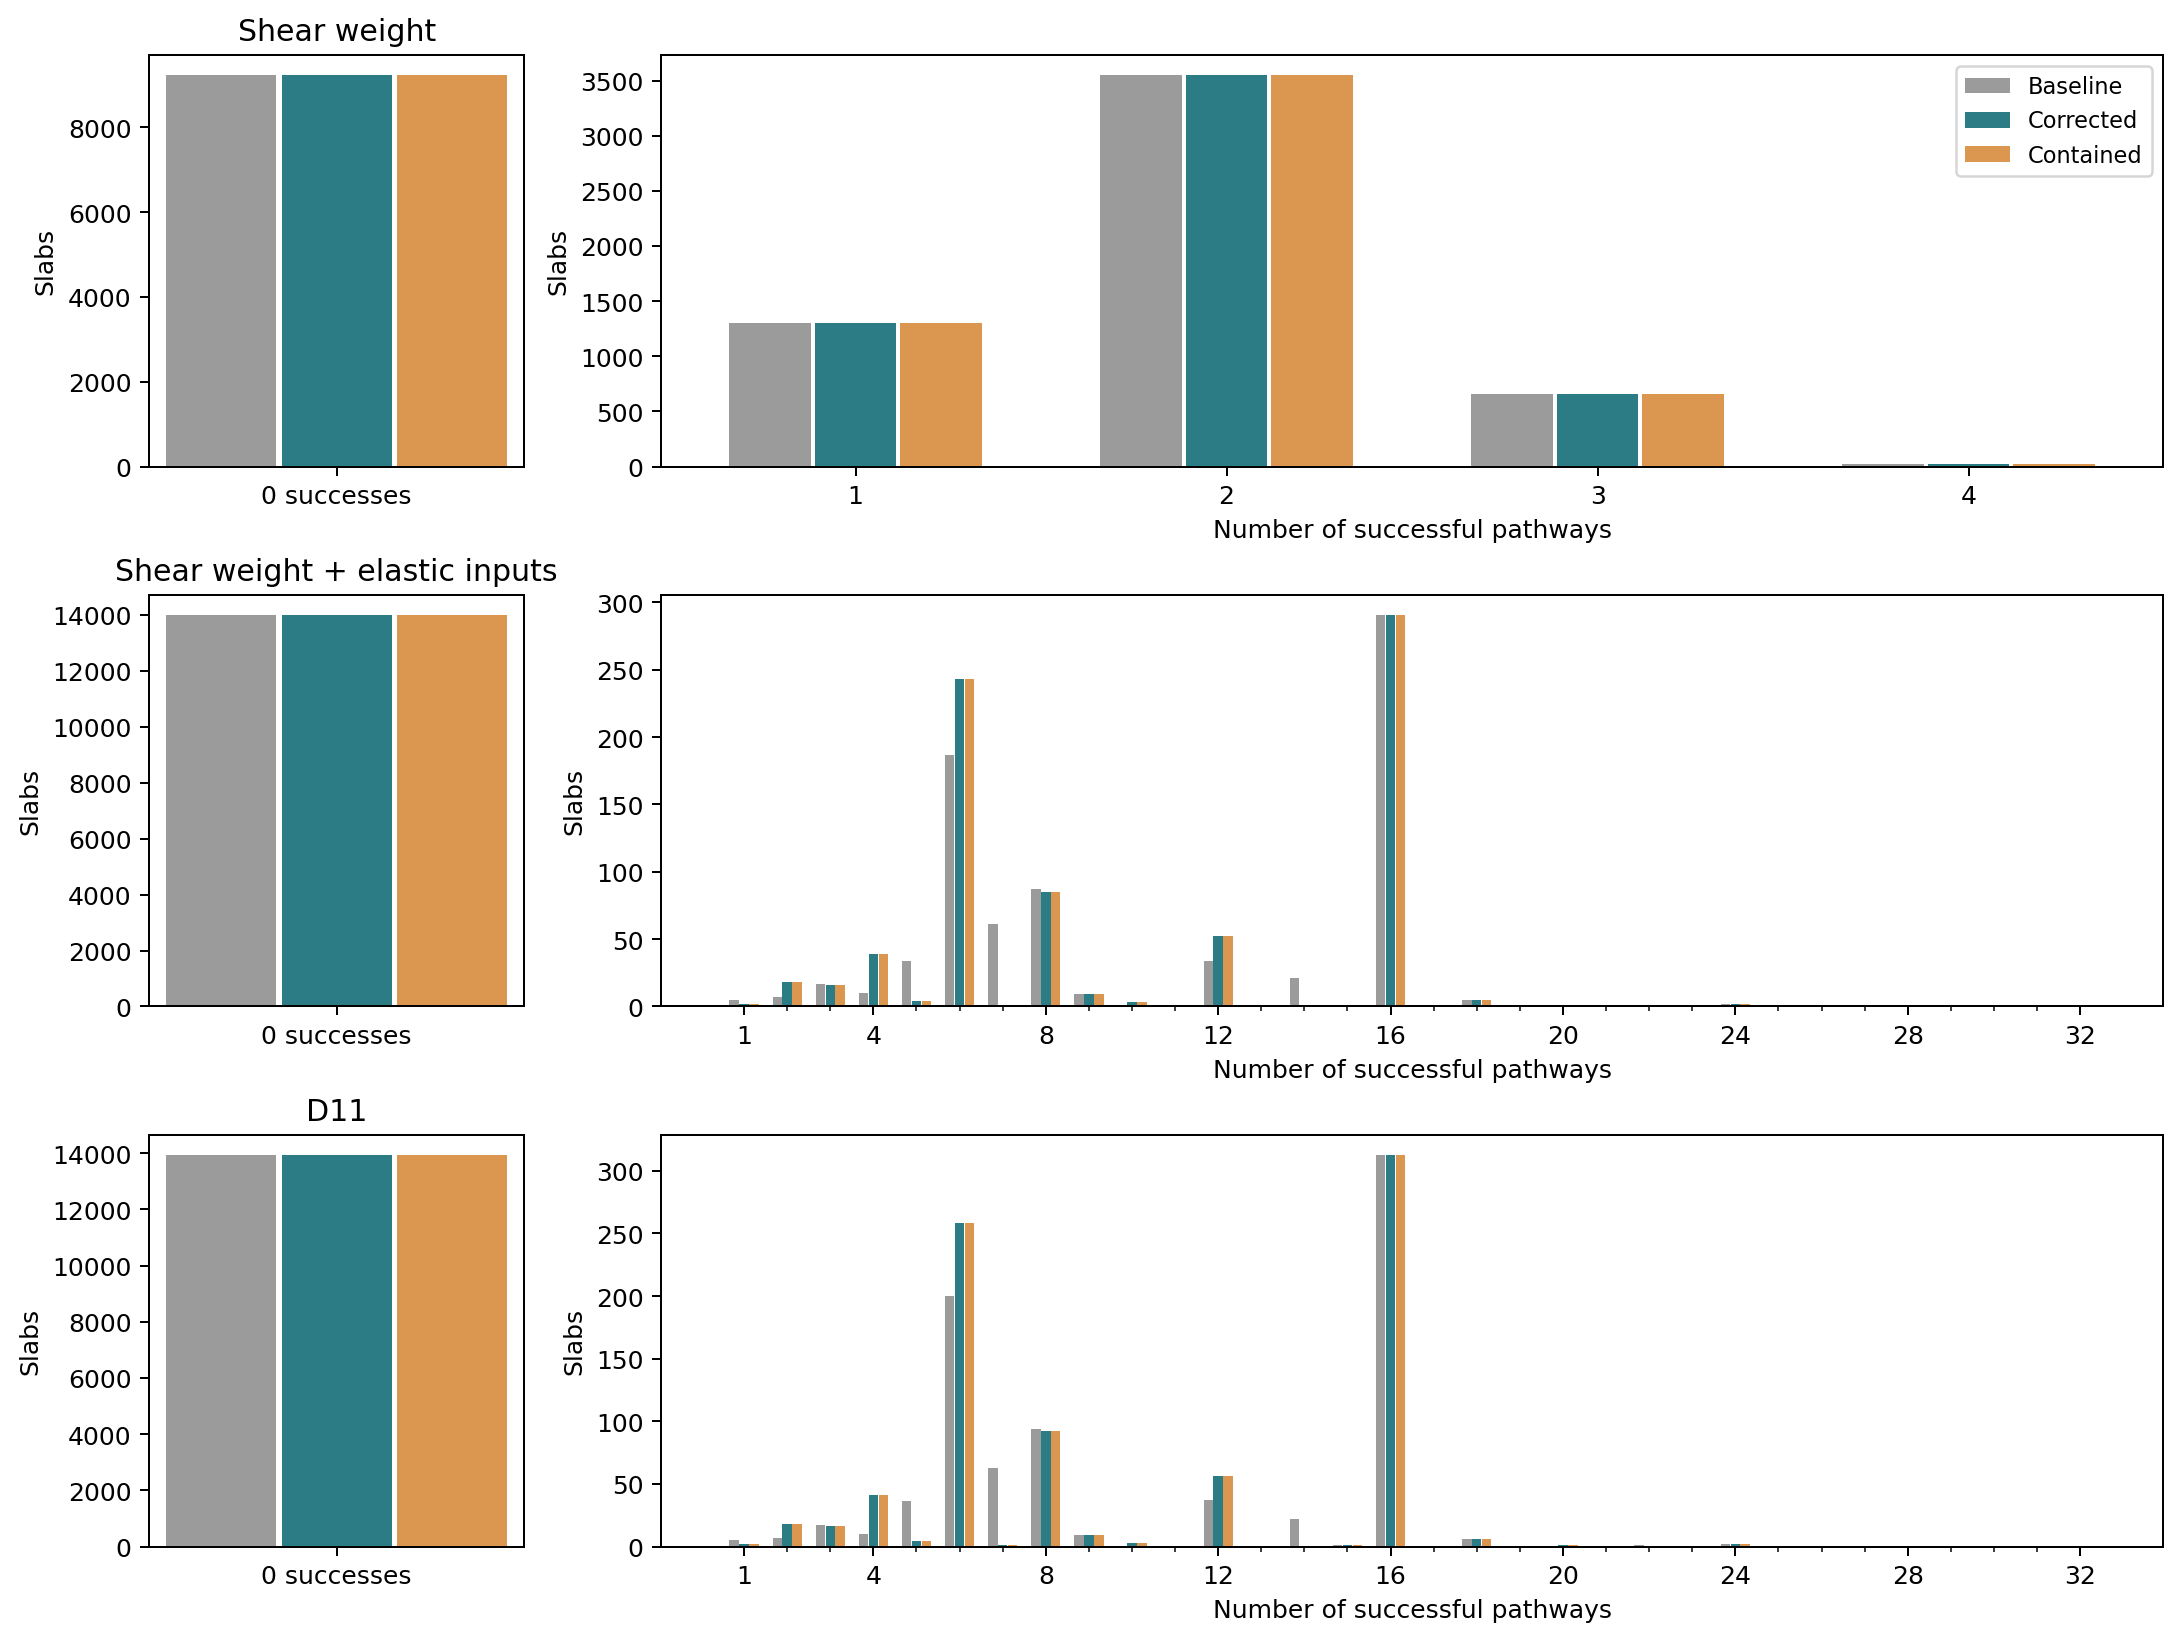 Shear weight
Slabs
8000
6000
4000
2000
0
0 successes
Slabs
3500
3000
2500
2000
1500
1000
500
0
1 2 3 4
Number of successful pathways
Baseline
Corrected
Contained
Shear weight + elastic inputs
Slabs
14000
12000
10000
8000
6000
4000
2000
0
0 successes
Slabs
300
250
200
150
100
50
0
1 4 8 12 16 20 24 28 32
Number of successful pathways
D11
Slabs
14000
12000
10000
8000
6000
4000
2000
0
0 successes
Slabs
300
250
200
150
100
50
0
1 4 8 12 16 20 24 28 32
Number of successful pathways